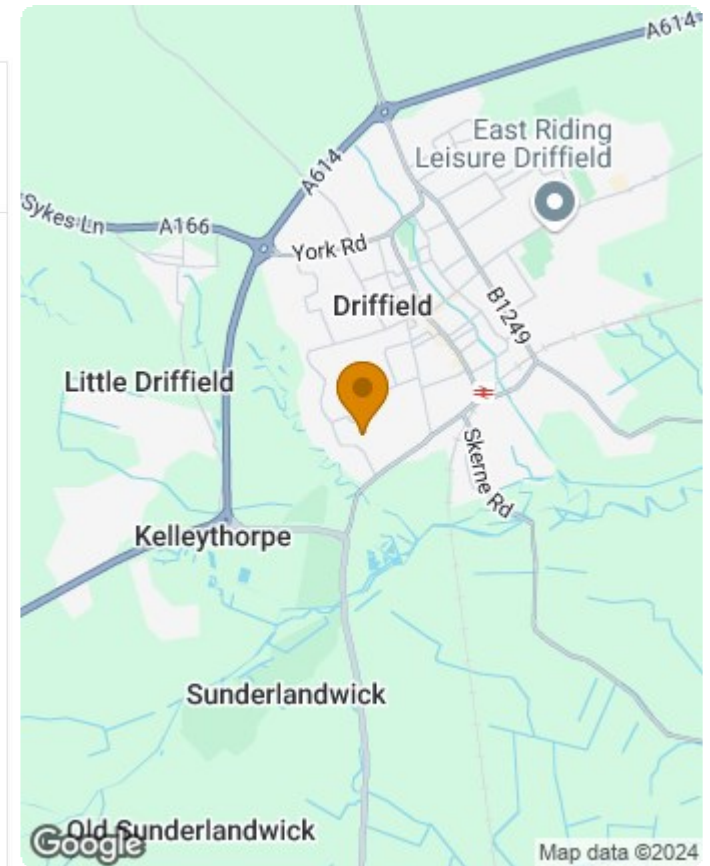 A614
East Riding
Leisure Driffield
A614
Sykes Ln
A166
York Rd
Driffield
B1249
Little Driffield
Skerne Rd
Kelleythorpe
Sunderlandwick
Old Sunderlandwick
Google
Map data ©2024